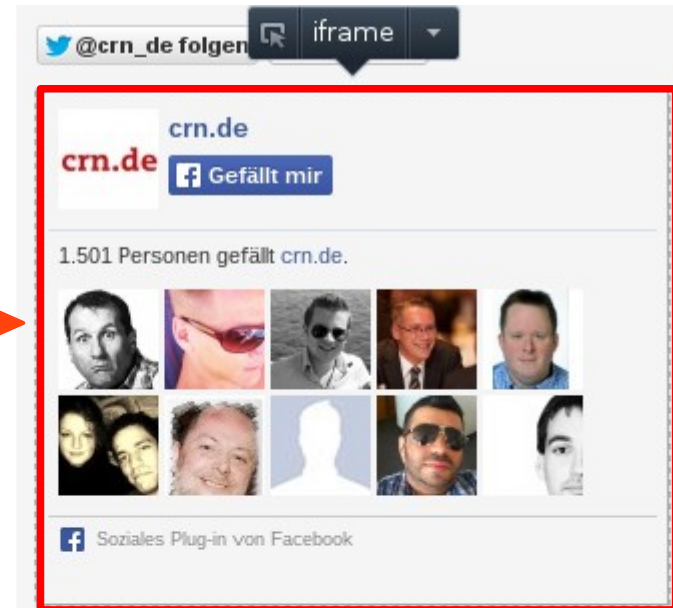 @crn_de folgen
iframe
crn.de
crn.de
Gefällt mir
1.501 Personen gefällt crn.de.
Soziales Plug-in von Facebook